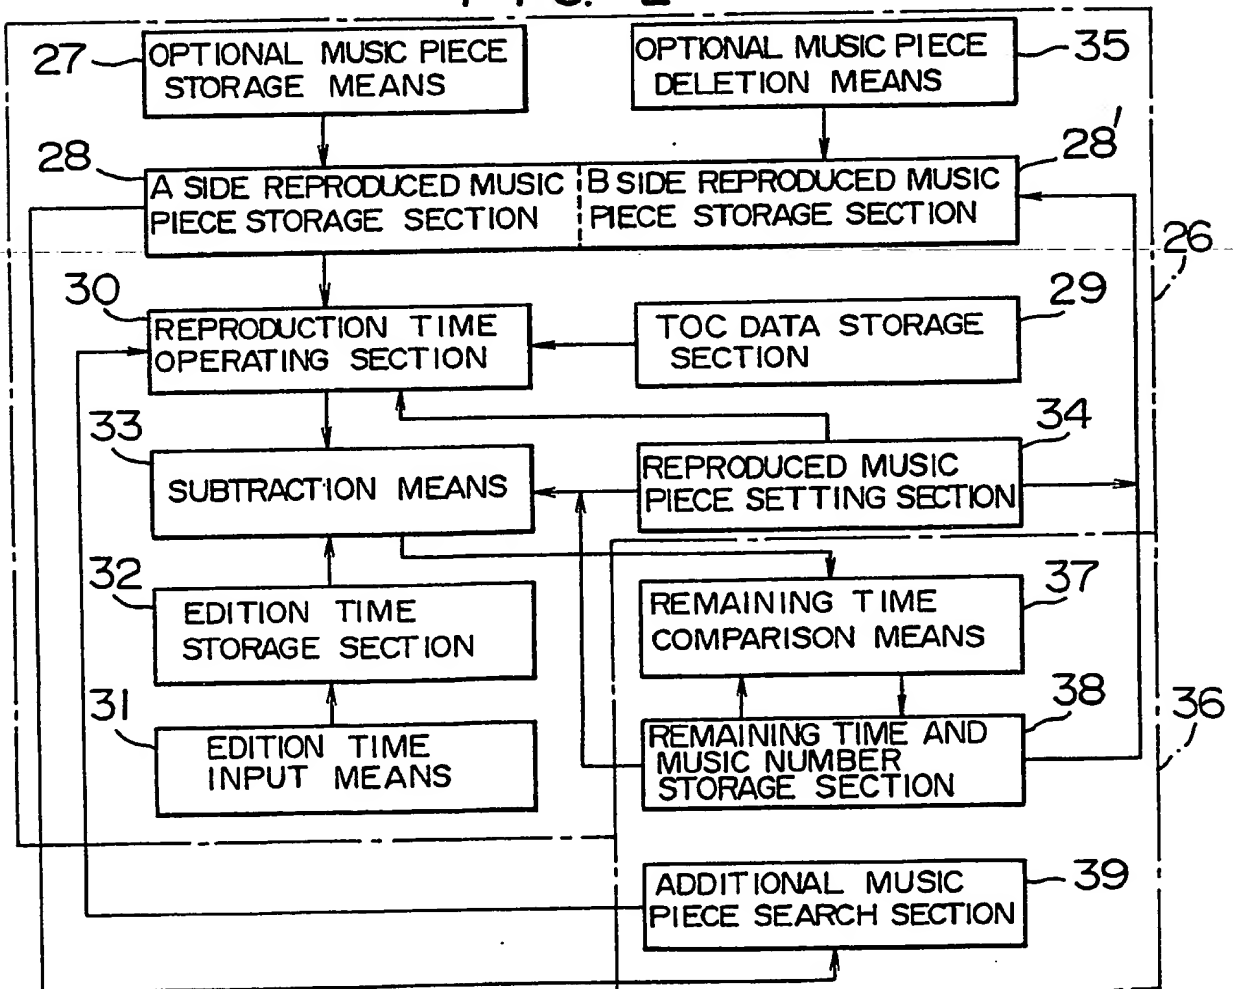 27
OPTIONAL MUSIC PIECE
STORAGE MEANS
OPTIONAL MUSIC PIECE
DELETION MEANS
35
28
A SIDE REPRODUCED MUSIC
PIECE STORAGE SECTION
B SIDE REPRODUCED MUSIC
PIECE STORAGE SECTION
28'
26
30
REPRODUCTION TIME
OPERATING SECTION
TOC DATA STORAGE
SECTION
29
33
SUBTRACTION MEANS
REPRODUCED MUSIC
PIECE SETTING SECTION
34
32
EDITION TIME
STORAGE SECTION
REMAINING TIME
COMPARISON MEANS
37
31
EDITION TIME
INPUT MEANS
REMAINING TIME AND
MUSIC NUMBER
STORAGE SECTION
38
36
ADDITIONAL MUSIC
PIECE SEARCH SECTION
39